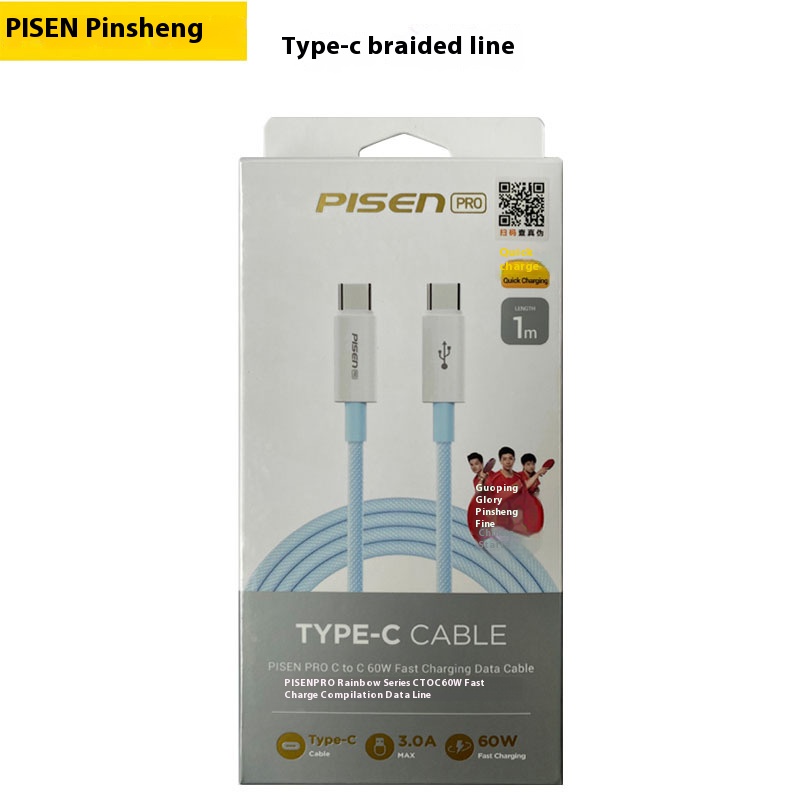 PISEN Pinsheng
Type-c braided line
PISEN PRO
扫码查真伪
Quick
charge
Quick Charging
LENGTH
1m
PISEN
Guoping
Glory
Pinsheng
Fine
TYPE-C CABLE
PISEN PRO C to C 60W Fast Charging Data Cable
PISENPRO Rainbow Series CTOC60W Fast
Charge Compilation Data Line
Type-C
Cable
3.0A
MAX
60W
Fast Charging